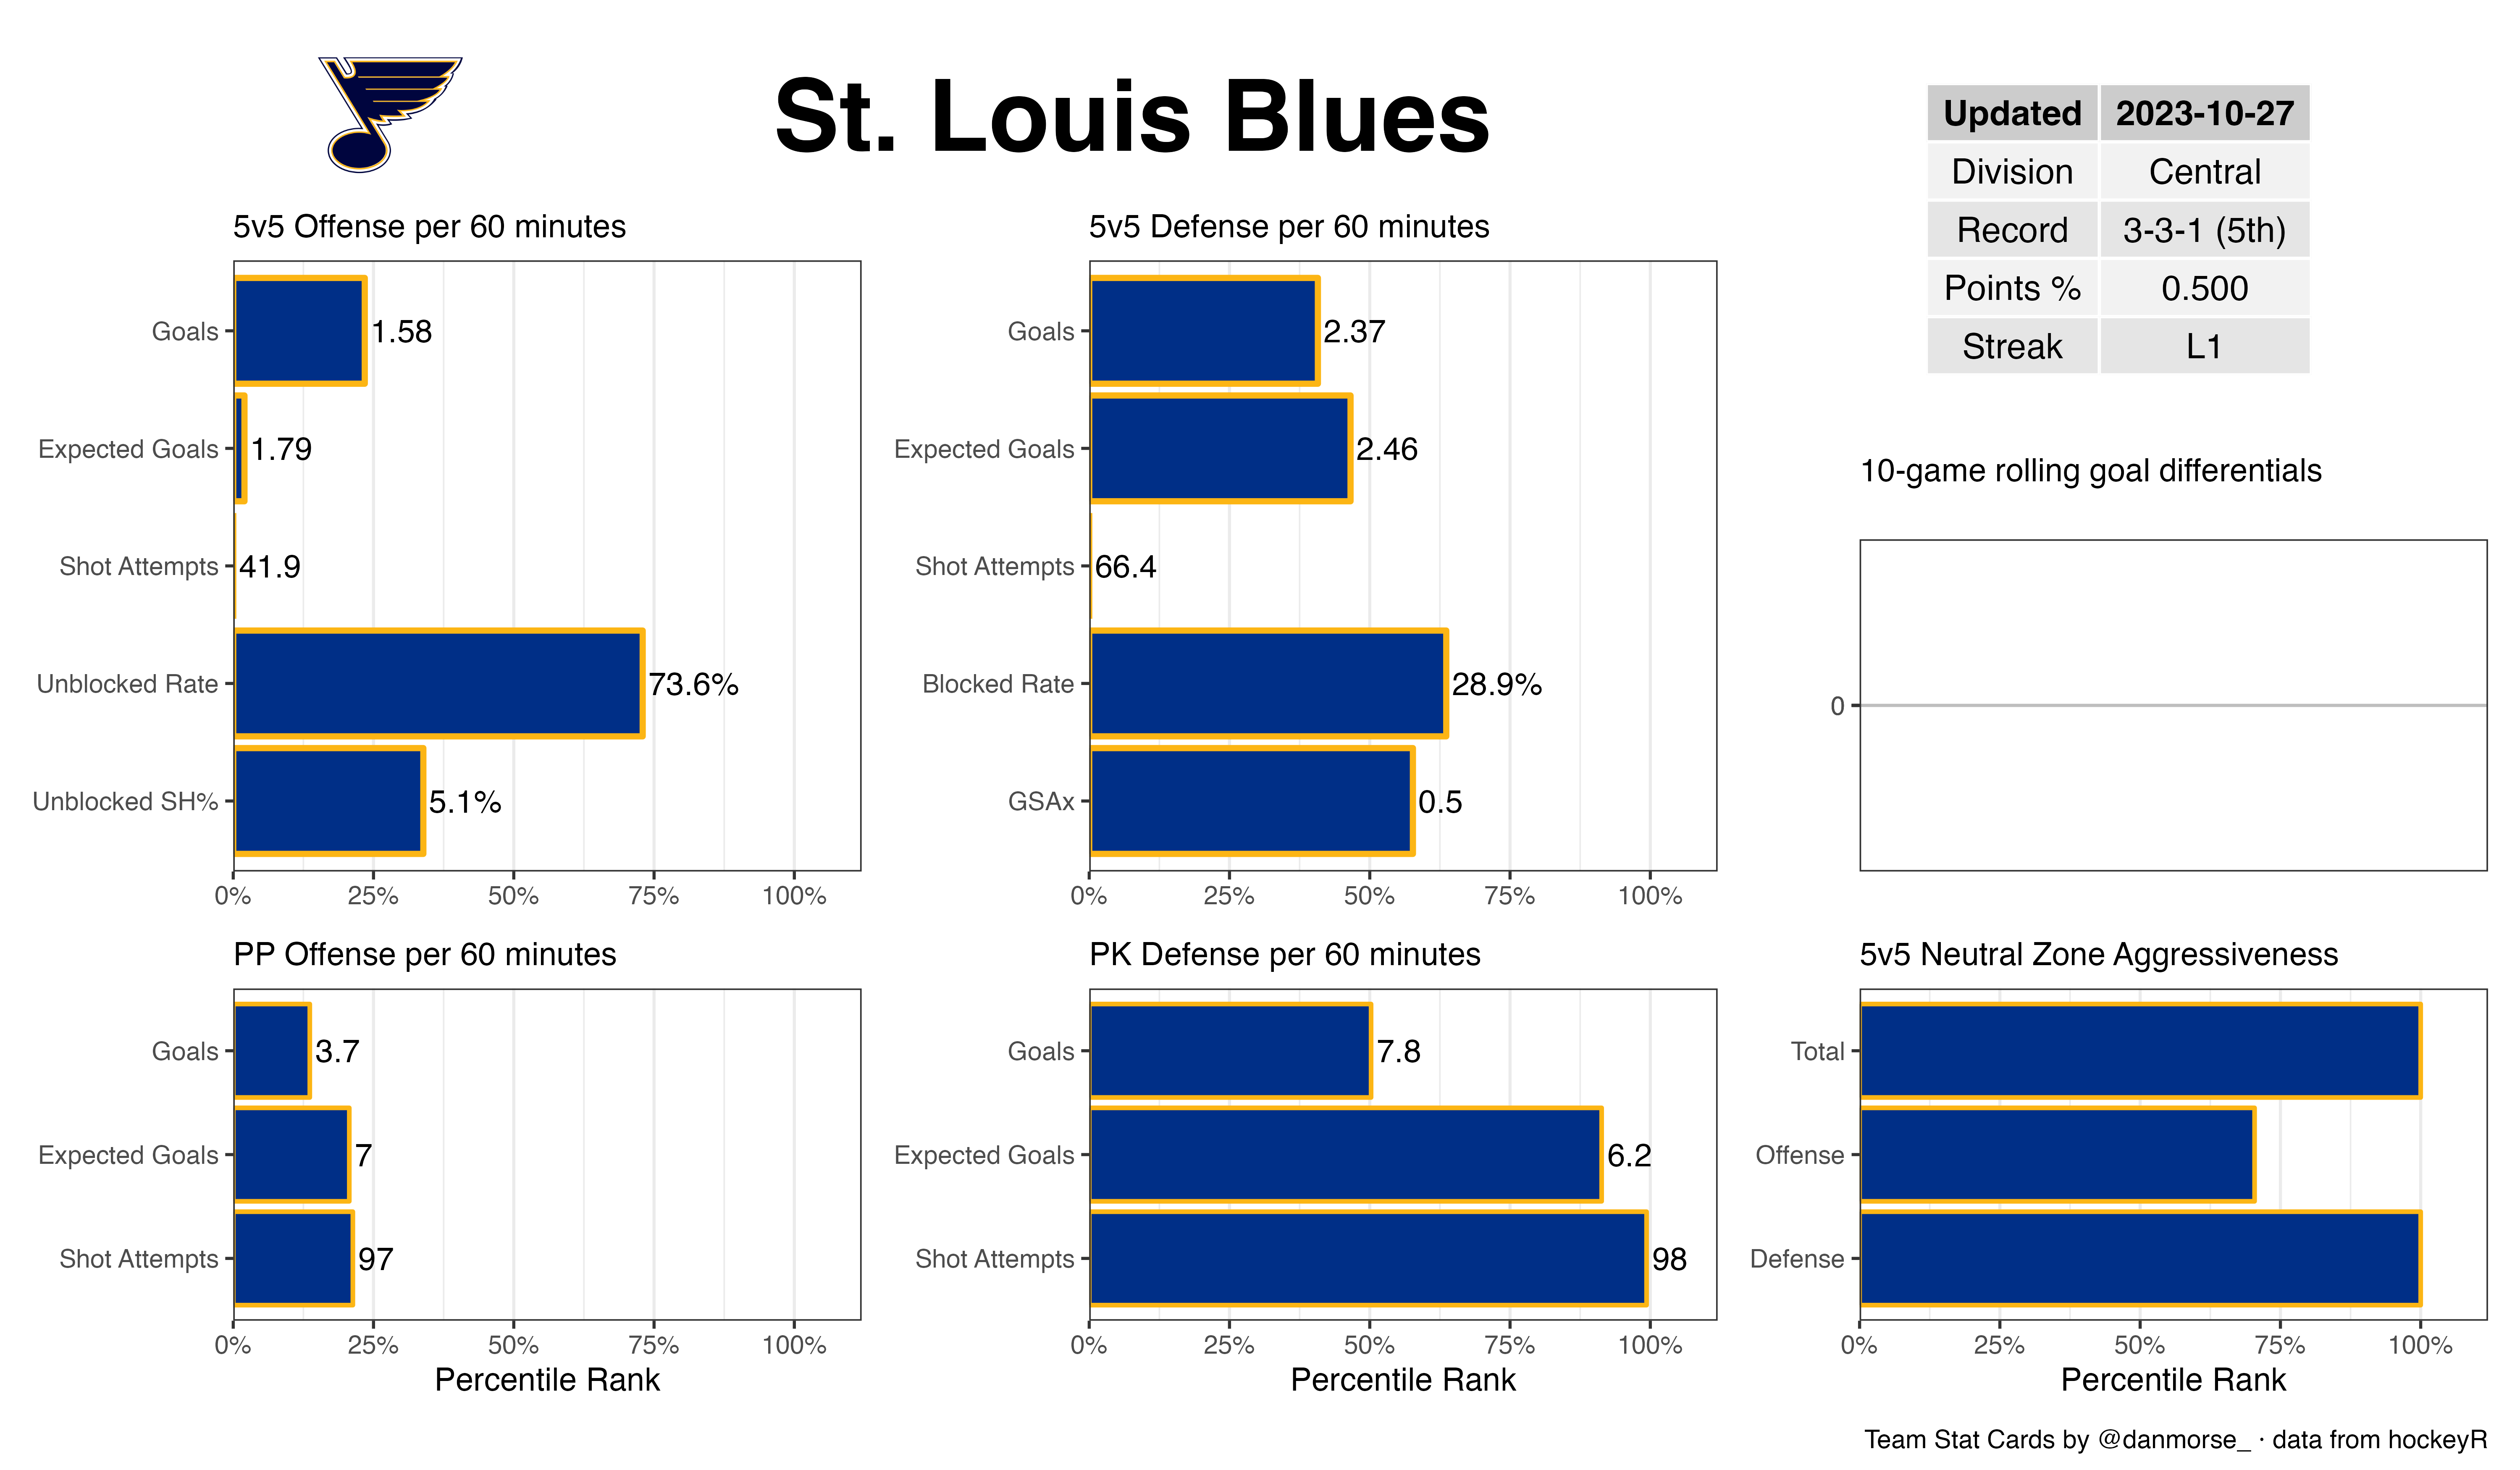 St. Louis Blues
Updated 2023-10-27
Division Central
Record 3-3-1 (5th)
Points % 0.500
Streak L1
5v5 Offense per 60 minutes
Goals 1.58
Expected Goals 1.79
Shot Attempts 41.9
Unblocked Rate 73.6%
Unblocked SH% 5.1%
0% 25% 50% 75% 100%
5v5 Defense per 60 minutes
Goals 2.37
Expected Goals 2.46
Shot Attempts 66.4
Blocked Rate 28.9%
GSAx 0.5
0% 25% 50% 75% 100%
10-game rolling goal differentials
0
PP Offense per 60 minutes
Goals 3.7
Expected Goals 7
Shot Attempts 97
0% 25% 50% 75% 100%
Percentile Rank
PK Defense per 60 minutes
Goals 7.8
Expected Goals 6.2
Shot Attempts 98
0% 25% 50% 75% 100%
Percentile Rank
5v5 Neutral Zone Aggressiveness
Total
Offense
Defense
0% 25% 50% 75% 100%
Percentile Rank
Team Stat Cards by @danmorse_ · data from hockeyR